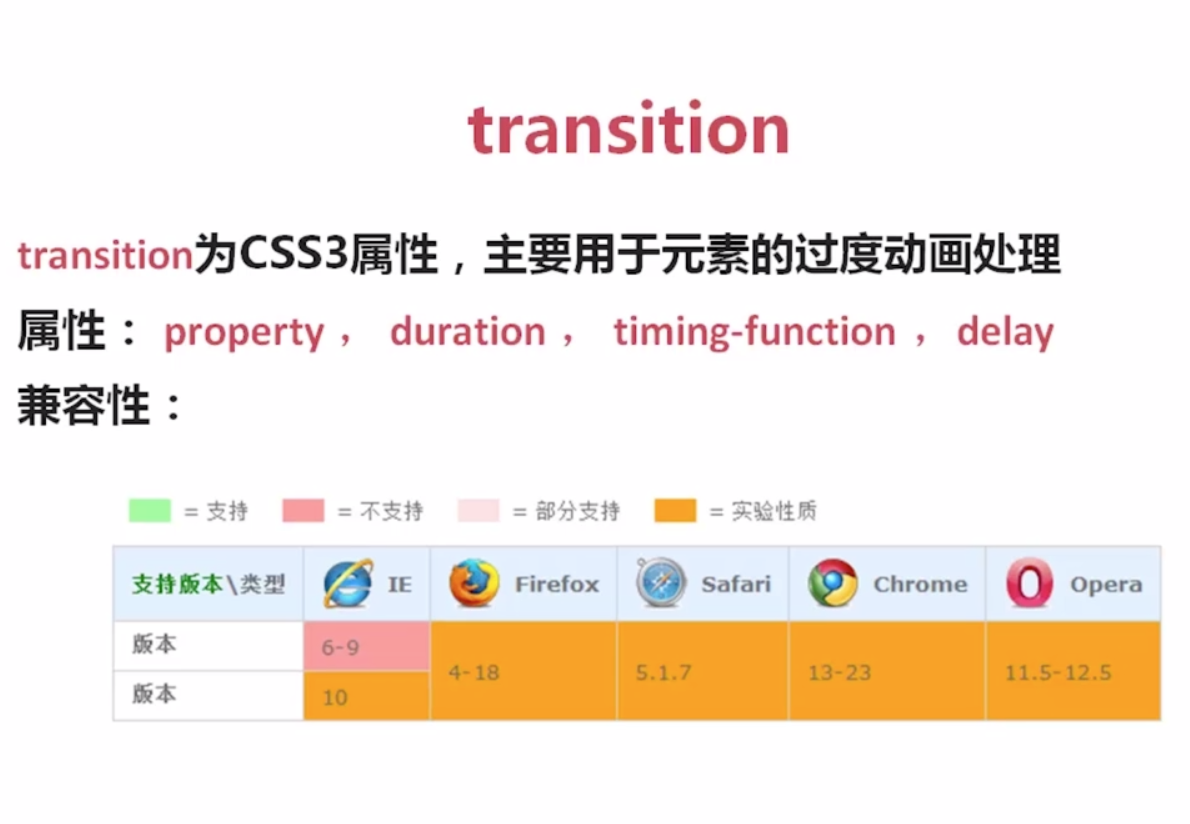 transition
transition为CSS3属性，主要用于元素的过度动画处理
属性： property ， duration ， timing-function ， delay
兼容性：
= 支持 = 不支持 = 部分支持 = 实验性质
支持版本\类型 IE Firefox Safari Chrome Opera
版本 6-9
4-18 5.1.7 13-23 11.5-12.5
版本 10